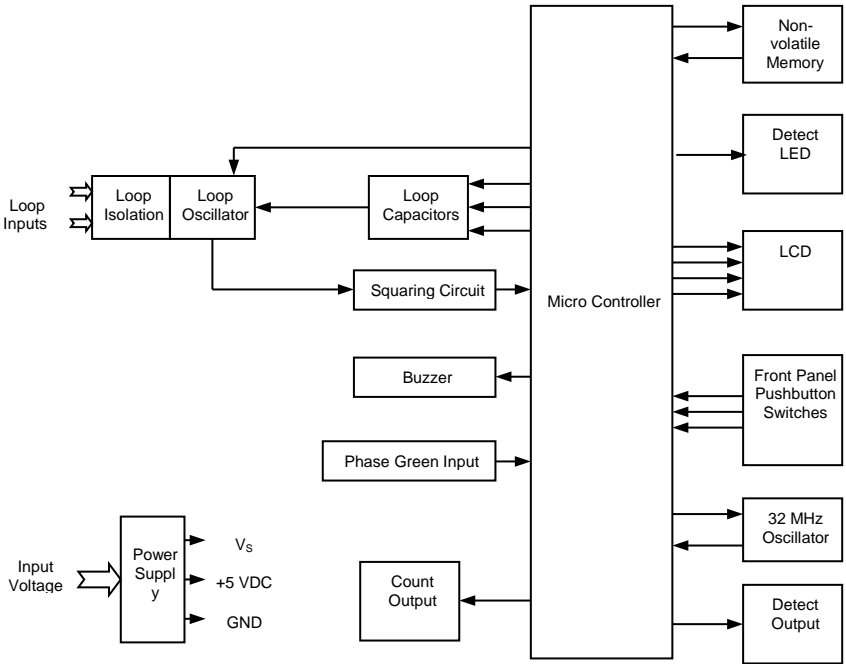 Non-
volatile
Memory
Detect
LED
Loop
Inputs
Loop
Isolation
Loop
Oscillator
Loop
Capacitors
LCD
Squaring Circuit
Micro Controller
Buzzer
Front Panel
Pushbutton
Switches
Phase Green Input
32 MHz
Oscillator
Input
Voltage
Power
Suppl
y
VS
+5 VDC
GND
Count
Output
Detect
Output